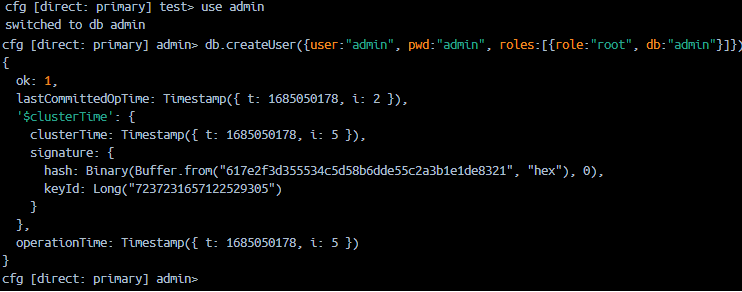 cfg [direct: primary] test> use admin
switched to db admin
cfg [direct: primary] admin> db.createUser({user:"admin", pwd:"admin", roles:[{role:"root", db:"admin"}]})
{
  ok: 1,
  lastCommittedOpTime: Timestamp({ t: 1685050178, i: 2 }),
  '$clusterTime': {
    clusterTime: Timestamp({ t: 1685050178, i: 5 }),
    signature: {
      hash: Binary(Buffer.from("617e2f3d355534c5d58b6dde55c2a3b1e1de8321", "hex"), 0),
      keyId: Long("7237231657122529305")
    }
  },
  operationTime: Timestamp({ t: 1685050178, i: 5 })
}
cfg [direct: primary] admin>